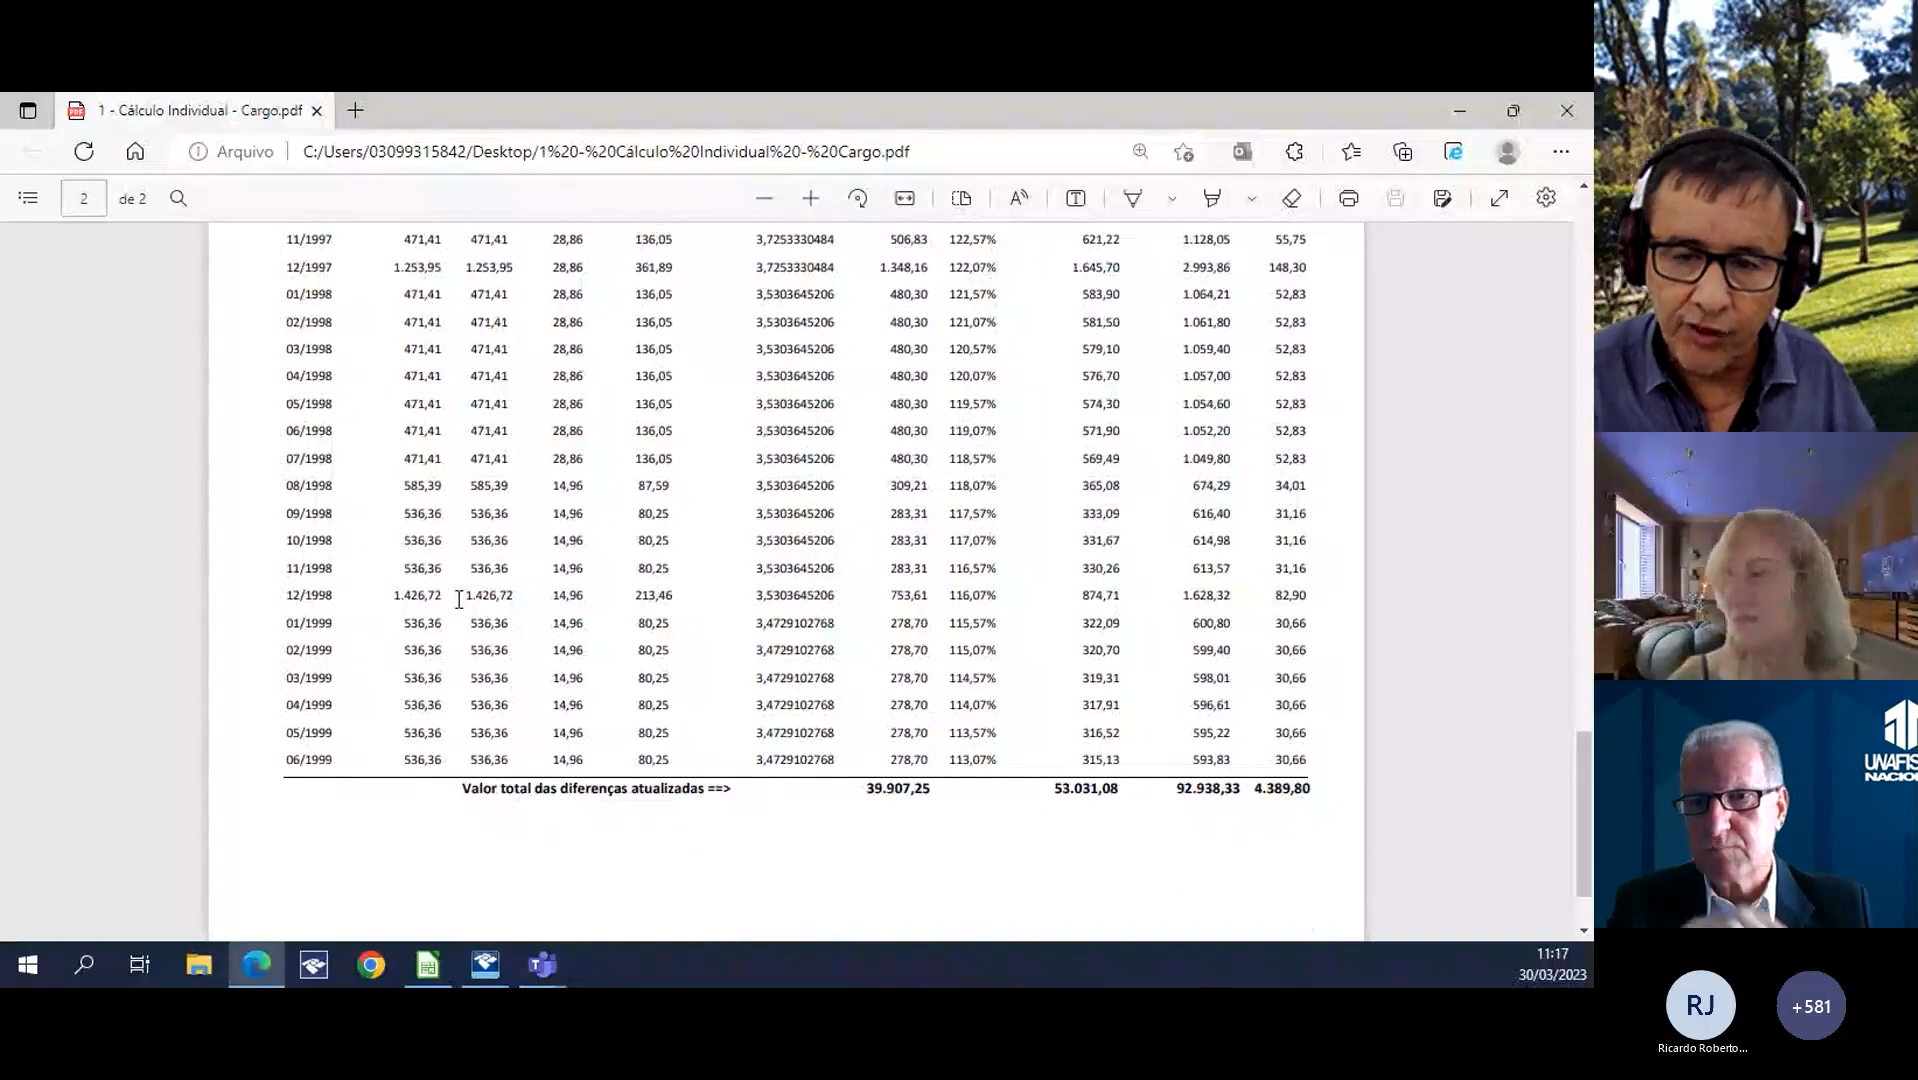 1 - Cálculo Individual - Cargo.pdf
Arquivo C:/Users/03099315842/Desktop/1%20-%20Cálculo%20Individual%20-%20Cargo.pdf
2 de 2
11/1997 471,41 471,41 28,86 136,05 3,7253330484 506,83 122,57% 621,22 1.128,05 55,75
12/1997 1.253,95 1.253,95 28,86 361,89 3,7253330484 1.348,16 122,07% 1.645,70 2.993,86 148,30
01/1998 471,41 471,41 28,86 136,05 3,5303645206 480,30 121,57% 583,90 1.064,21 52,83
02/1998 471,41 471,41 28,86 136,05 3,5303645206 480,30 121,07% 581,50 1.061,80 52,83
03/1998 471,41 471,41 28,86 136,05 3,5303645206 480,30 120,57% 579,10 1.059,40 52,83
04/1998 471,41 471,41 28,86 136,05 3,5303645206 480,30 120,07% 576,70 1.057,00 52,83
05/1998 471,41 471,41 28,86 136,05 3,5303645206 480,30 119,57% 574,30 1.054,60 52,83
06/1998 471,41 471,41 28,86 136,05 3,5303645206 480,30 119,07% 571,90 1.052,20 52,83
07/1998 471,41 471,41 28,86 136,05 3,5303645206 480,30 118,57% 569,49 1.049,80 52,83
08/1998 585,39 585,39 14,96 87,59 3,5303645206 309,21 118,07% 365,08 674,29 34,01
09/1998 536,36 536,36 14,96 80,25 3,5303645206 283,31 117,57% 333,09 616,40 31,16
10/1998 536,36 536,36 14,96 80,25 3,5303645206 283,31 117,07% 331,67 614,98 31,16
11/1998 536,36 536,36 14,96 80,25 3,5303645206 283,31 116,57% 330,26 613,57 31,16
12/1998 1.426,72 1.426,72 14,96 213,46 3,5303645206 753,61 116,07% 874,71 1.628,32 82,90
01/1999 536,36 536,36 14,96 80,25 3,4729102768 278,70 115,57% 322,09 600,80 30,66
02/1999 536,36 536,36 14,96 80,25 3,4729102768 278,70 115,07% 320,70 599,40 30,66
03/1999 536,36 536,36 14,96 80,25 3,4729102768 278,70 114,57% 319,31 598,01 30,66
04/1999 536,36 536,36 14,96 80,25 3,4729102768 278,70 114,07% 317,91 596,61 30,66
05/1999 536,36 536,36 14,96 80,25 3,4729102768 278,70 113,57% 316,52 595,22 30,66
06/1999 536,36 536,36 14,96 80,25 3,4729102768 278,70 113,07% 315,13 593,83 30,66
Valor total das diferenças atualizadas ==> 39.907,25 53.031,08 92.938,33 4.389,80
11:17
30/03/2023
UNAFIS
NACIO
RJ
+581
Ricardo Roberto...